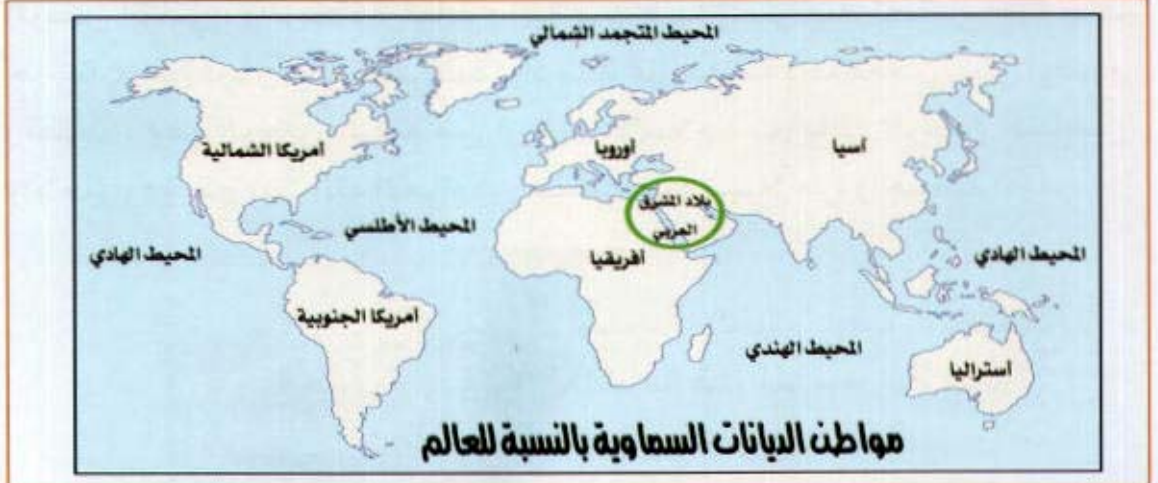 المحيط المتجمد الشمالي
أمريكا الشمالية
أوروبا
آسيا
بلاد المشرق
العربي
المحيط الأطلسي
المحيط الهادي
المحيط الهادي
أفريقيا
أمريكا الجنوبية
المحيط الهندي
أستراليا
مواطن الديانات السماوية بالنسبة للعالم